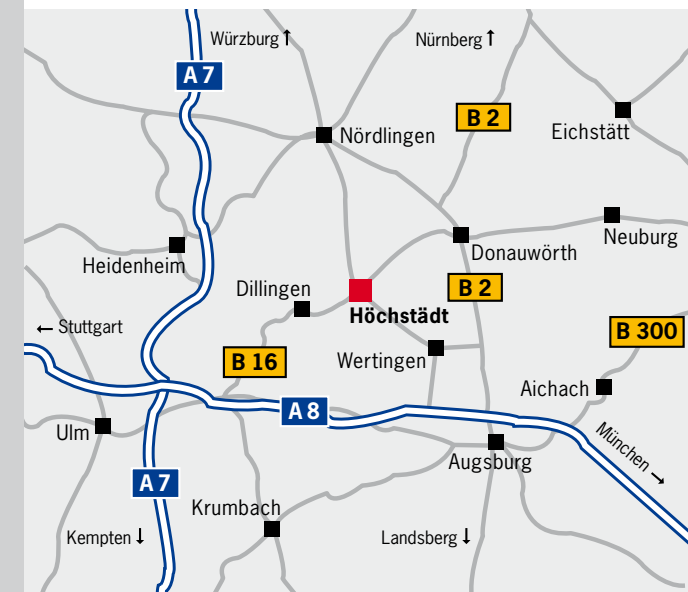 Würzburg ↑
Nürnberg ↑
A 7
B 2
Eichstätt
Nördlingen
Neuburg
Donauwörth
Heidenheim
Dillingen
B 2
Höchstädt
← Stuttgart
B 300
Wertingen
B 16
Aichach
A 8
Ulm
München →
Augsburg
A 7
Krumbach
Kempten ↓
Landsberg ↓